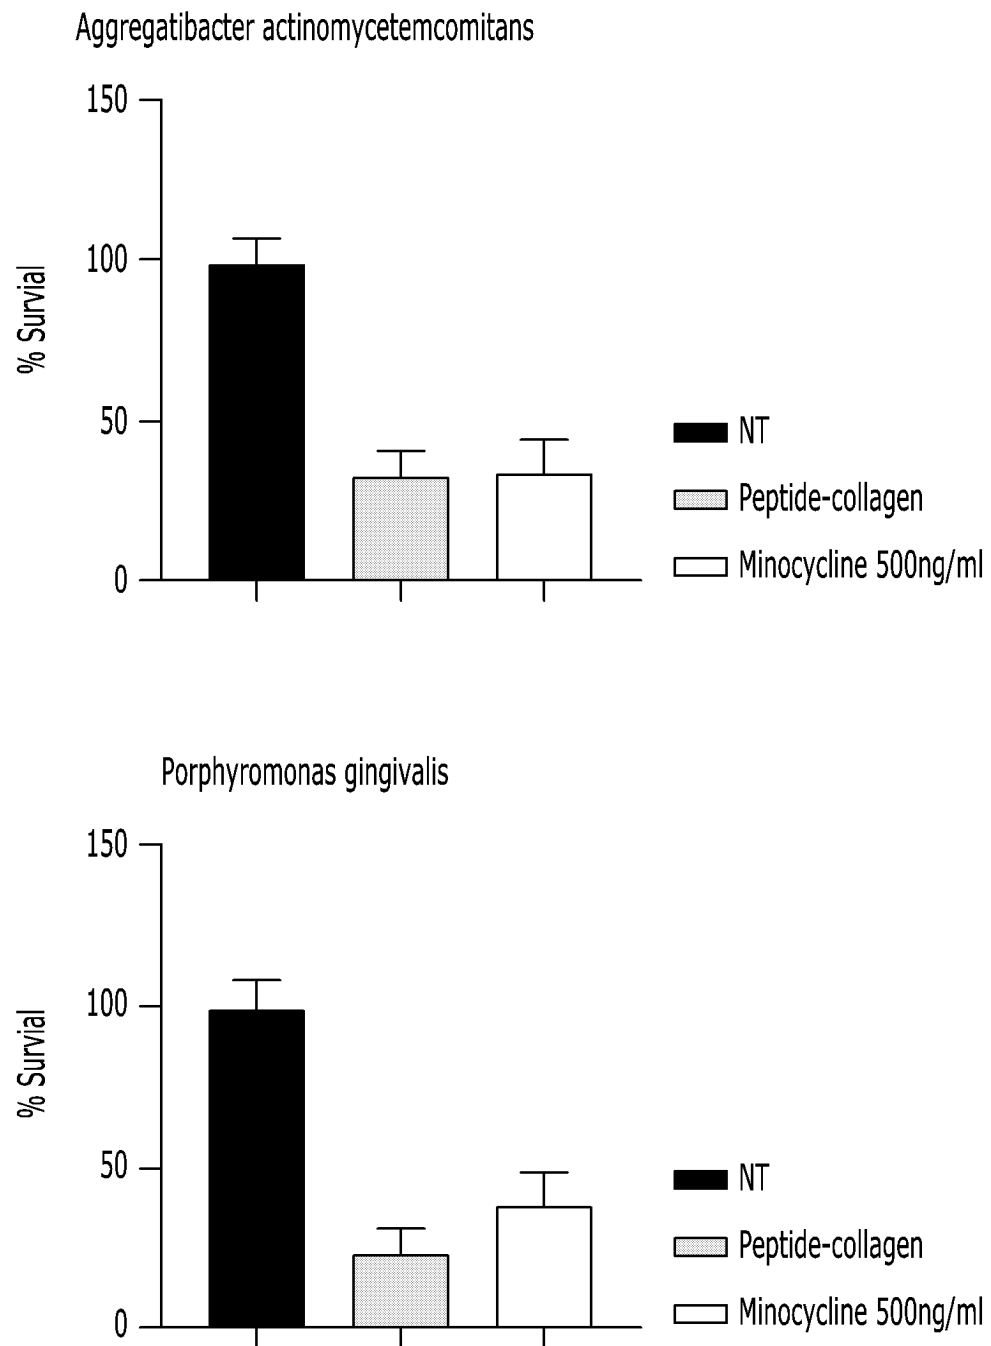 Aggregatibacter actinomycetemcomitans
150
100
50
0
% Survial
NT
Peptide-collagen
Minocycline 500ng/ml
Porphyromonas gingivalis
150
100
50
0
% Survial
NT
Peptide-collagen
Minocycline 500ng/ml